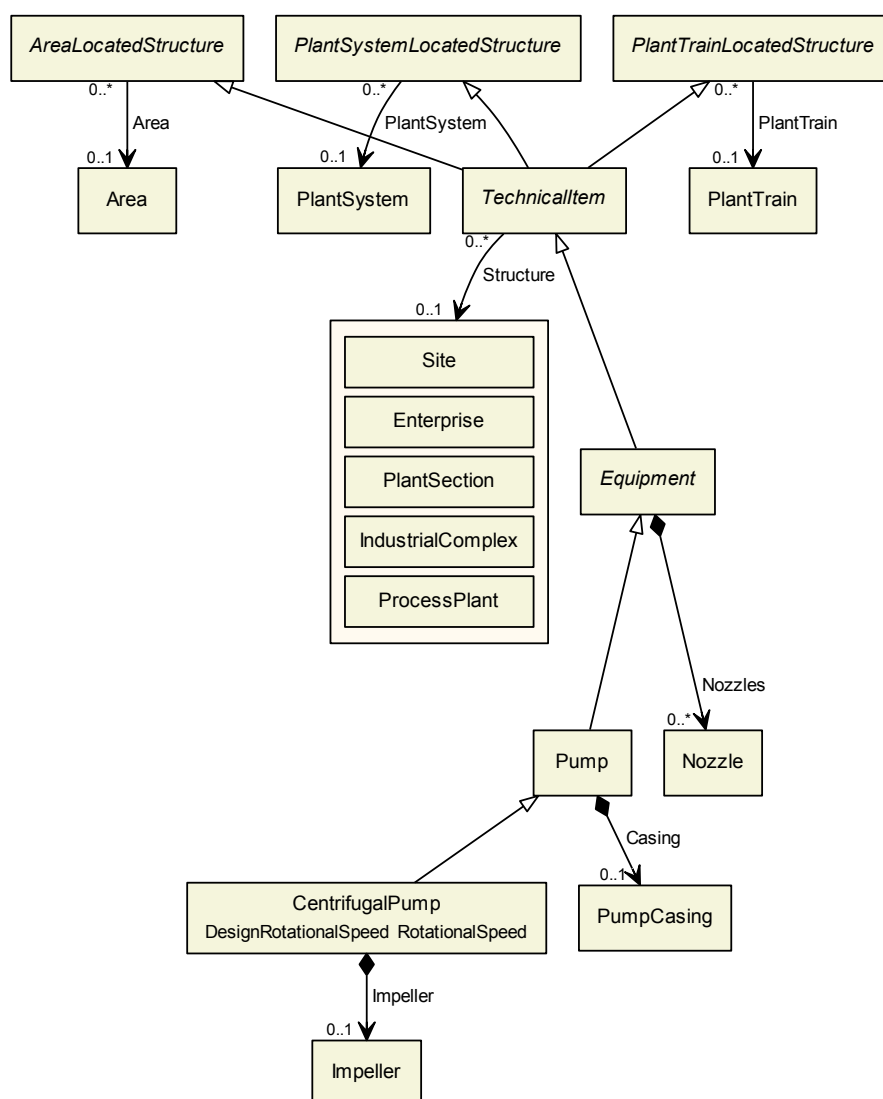 AreaLocatedStructure
PlantSystemLocatedStructure
PlantTrainLocatedStructure
0..*
0..*
0..*
Area
PlantSystem
PlantTrain
0..1
0..1
0..1
Area
PlantSystem
TechnicalItem
PlantTrain
0..*
Structure
0..1
Site
Enterprise
PlantSection
IndustrialComplex
ProcessPlant
Equipment
Nozzles
0..*
Pump
Nozzle
Casing
0..1
CentrifugalPump
DesignRotationalSpeed RotationalSpeed
PumpCasing
Impeller
0..1
Impeller